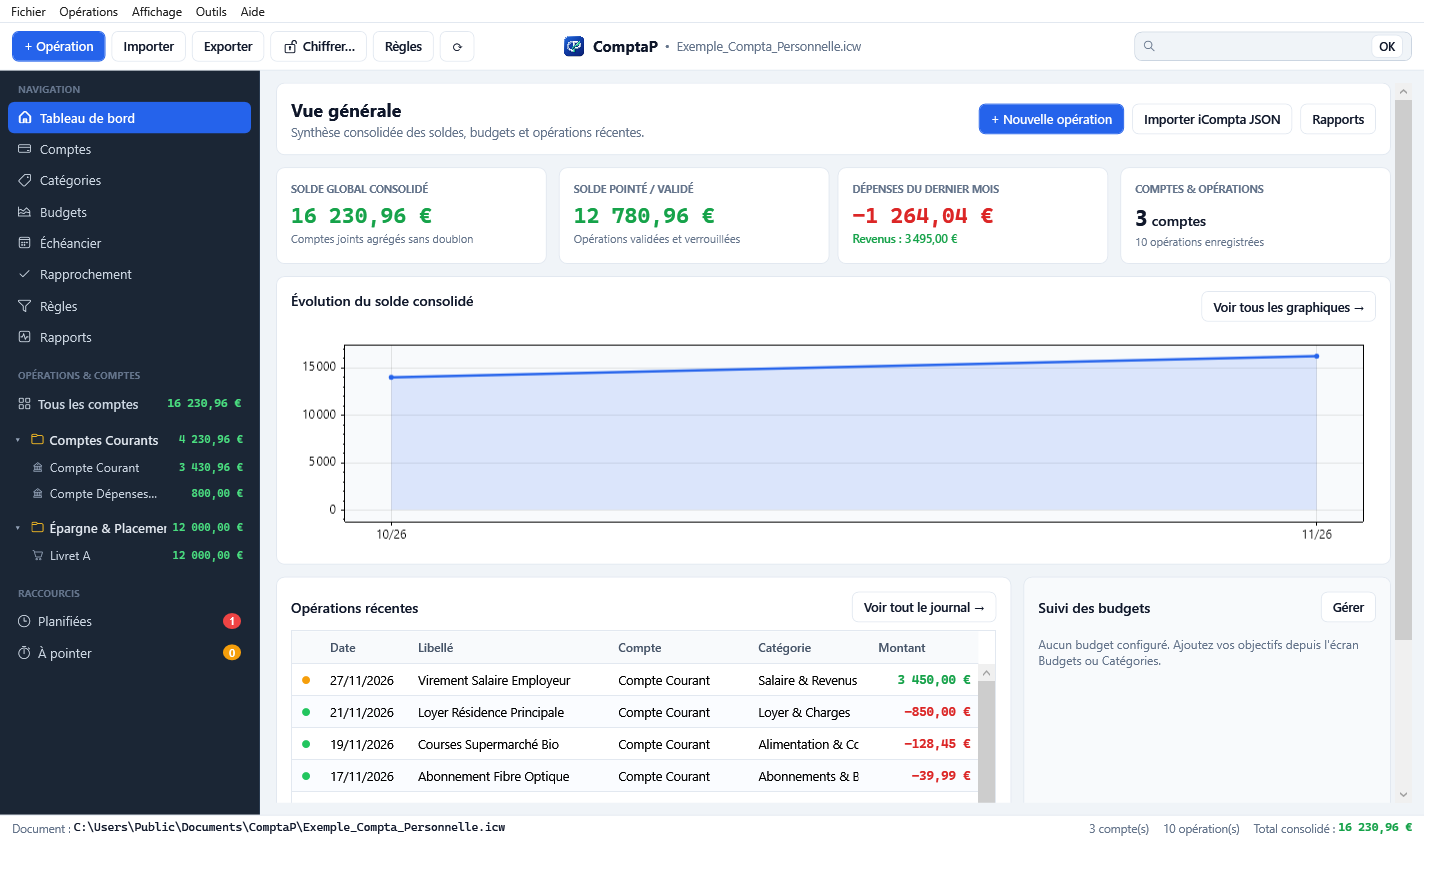 Fichier Opérations Affichage Outils Aide
+ Opération Importer Exporter Chiffrer... Règles ComptaP • Exemple_Compta_Personnelle.icw OK
NAVIGATION
Tableau de bord
Comptes
Catégories
Budgets
Échéancier
Rapprochement
Règles
Rapports
OPÉRATIONS & COMPTES
Tous les comptes 16 230,96 €
Comptes Courants 4 230,96 €
Compte Courant 3 430,96 €
Compte Dépenses... 800,00 €
Épargne & Placemer 12 000,00 €
Livret A 12 000,00 €
RACCOURCIS
Planifiées 1
À pointer 0
Vue générale
Synthèse consolidée des soldes, budgets et opérations récentes.
+ Nouvelle opération Importer iCompta JSON Rapports
SOLDE GLOBAL CONSOLIDÉ
16 230,96 €
Comptes joints agrégés sans doublon
SOLDE POINTÉ / VALIDÉ
12 780,96 €
Opérations validées et verrouillées
DÉPENSES DU DERNIER MOIS
−1 264,04 €
Revenus : 3 495,00 €
COMPTES & OPÉRATIONS
3 comptes
10 opérations enregistrées
Évolution du solde consolidé
Voir tous les graphiques →
15000
10000
5000
0
10/26 11/26
Opérations récentes Voir tout le journal →
Date Libellé Compte Catégorie Montant
27/11/2026 Virement Salaire Employeur Compte Courant Salaire & Revenus 3 450,00 €
21/11/2026 Loyer Résidence Principale Compte Courant Loyer & Charges −850,00 €
19/11/2026 Courses Supermarché Bio Compte Courant Alimentation & Cc −128,45 €
17/11/2026 Abonnement Fibre Optique Compte Courant Abonnements & B −39,99 €
Suivi des budgets Gérer
Aucun budget configuré. Ajoutez vos objectifs depuis l'écran
Budgets ou Catégories.
Document : C:\Users\Public\Documents\ComptaP\Exemple_Compta_Personnelle.icw 3 compte(s) 10 opération(s) Total consolidé : 16 230,96 €